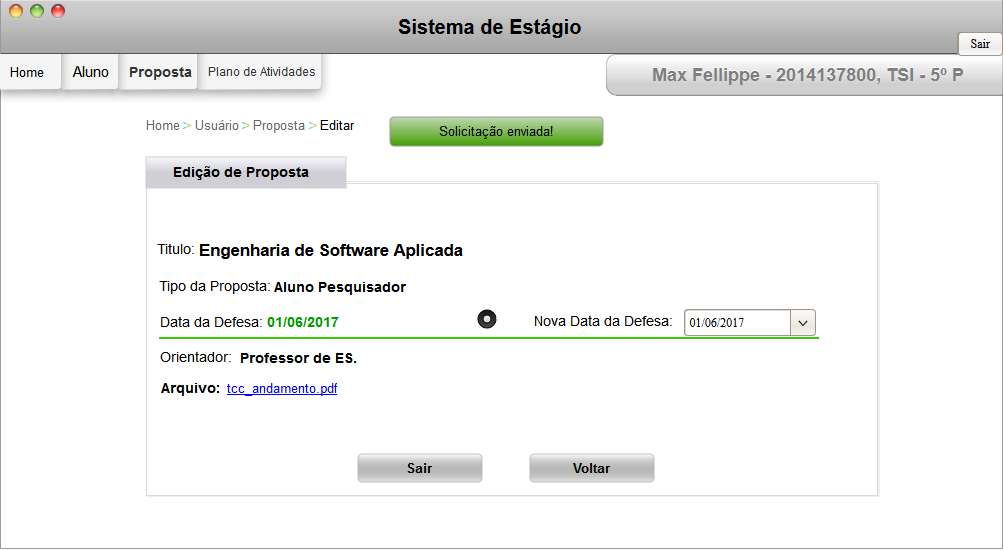 Sistema de Estágio
Sair
Home Aluno Proposta Plano de Atividades
Max Fellippe - 2014137800, TSI - 5º P
Home > Usuário > Proposta > Editar
Solicitação enviada!
Edição de Proposta
Titulo: Engenharia de Software Aplicada
Tipo da Proposta: Aluno Pesquisador
Data da Defesa: 01/06/2017 Nova Data da Defesa: 01/06/2017
Orientador: Professor de ES.
Arquivo: tcc_andamento.pdf
Sair Voltar